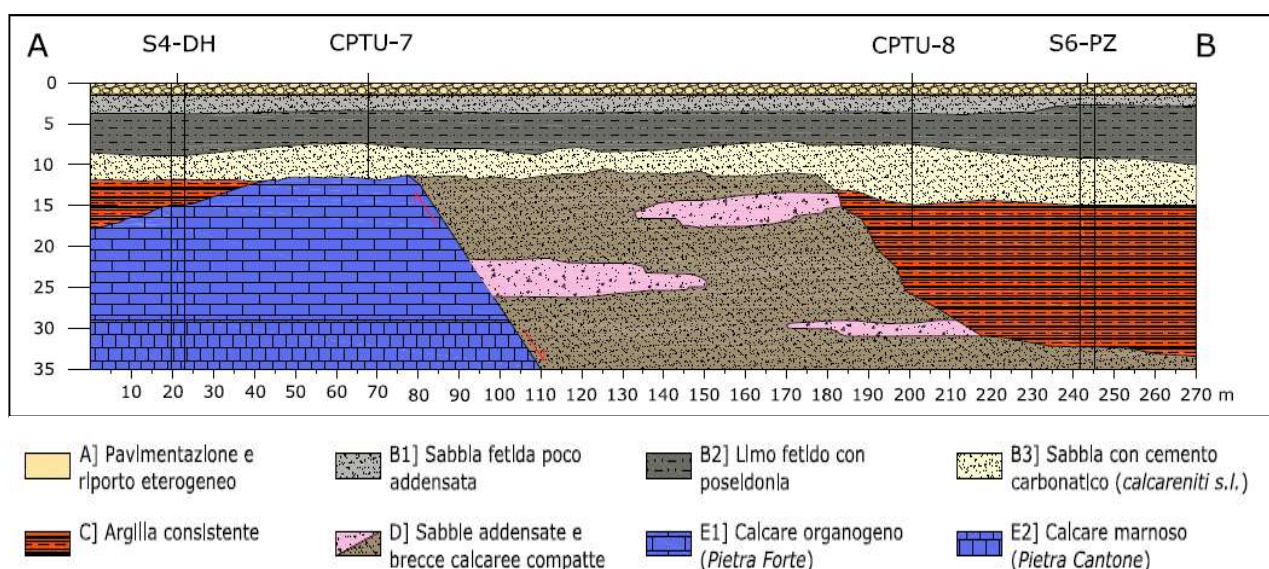 A S4-DH CPTU-7 CPTU-8 S6-PZ B
0
5
10
15
20
25
30
35
10 20 30 40 50 60 70 80 90 100 110 120 130 140 150 160 170 180 190 200 210 220 230 240 250 260 270 m
A] Pavimentazione e
riporto eterogeneo
B1] Sabbia fetida poco
addensata
B2] Limo fetido con
poseidonia
B3] Sabbia con cemento
carbonatico (calcareniti s.l.)
C] Argilla consistente
D] Sabbie addensate e
brecce calcaree compatte
E1] Calcare organogeno
(Pietra Forte)
E2] Calcare marnoso
(Pietra Cantone)